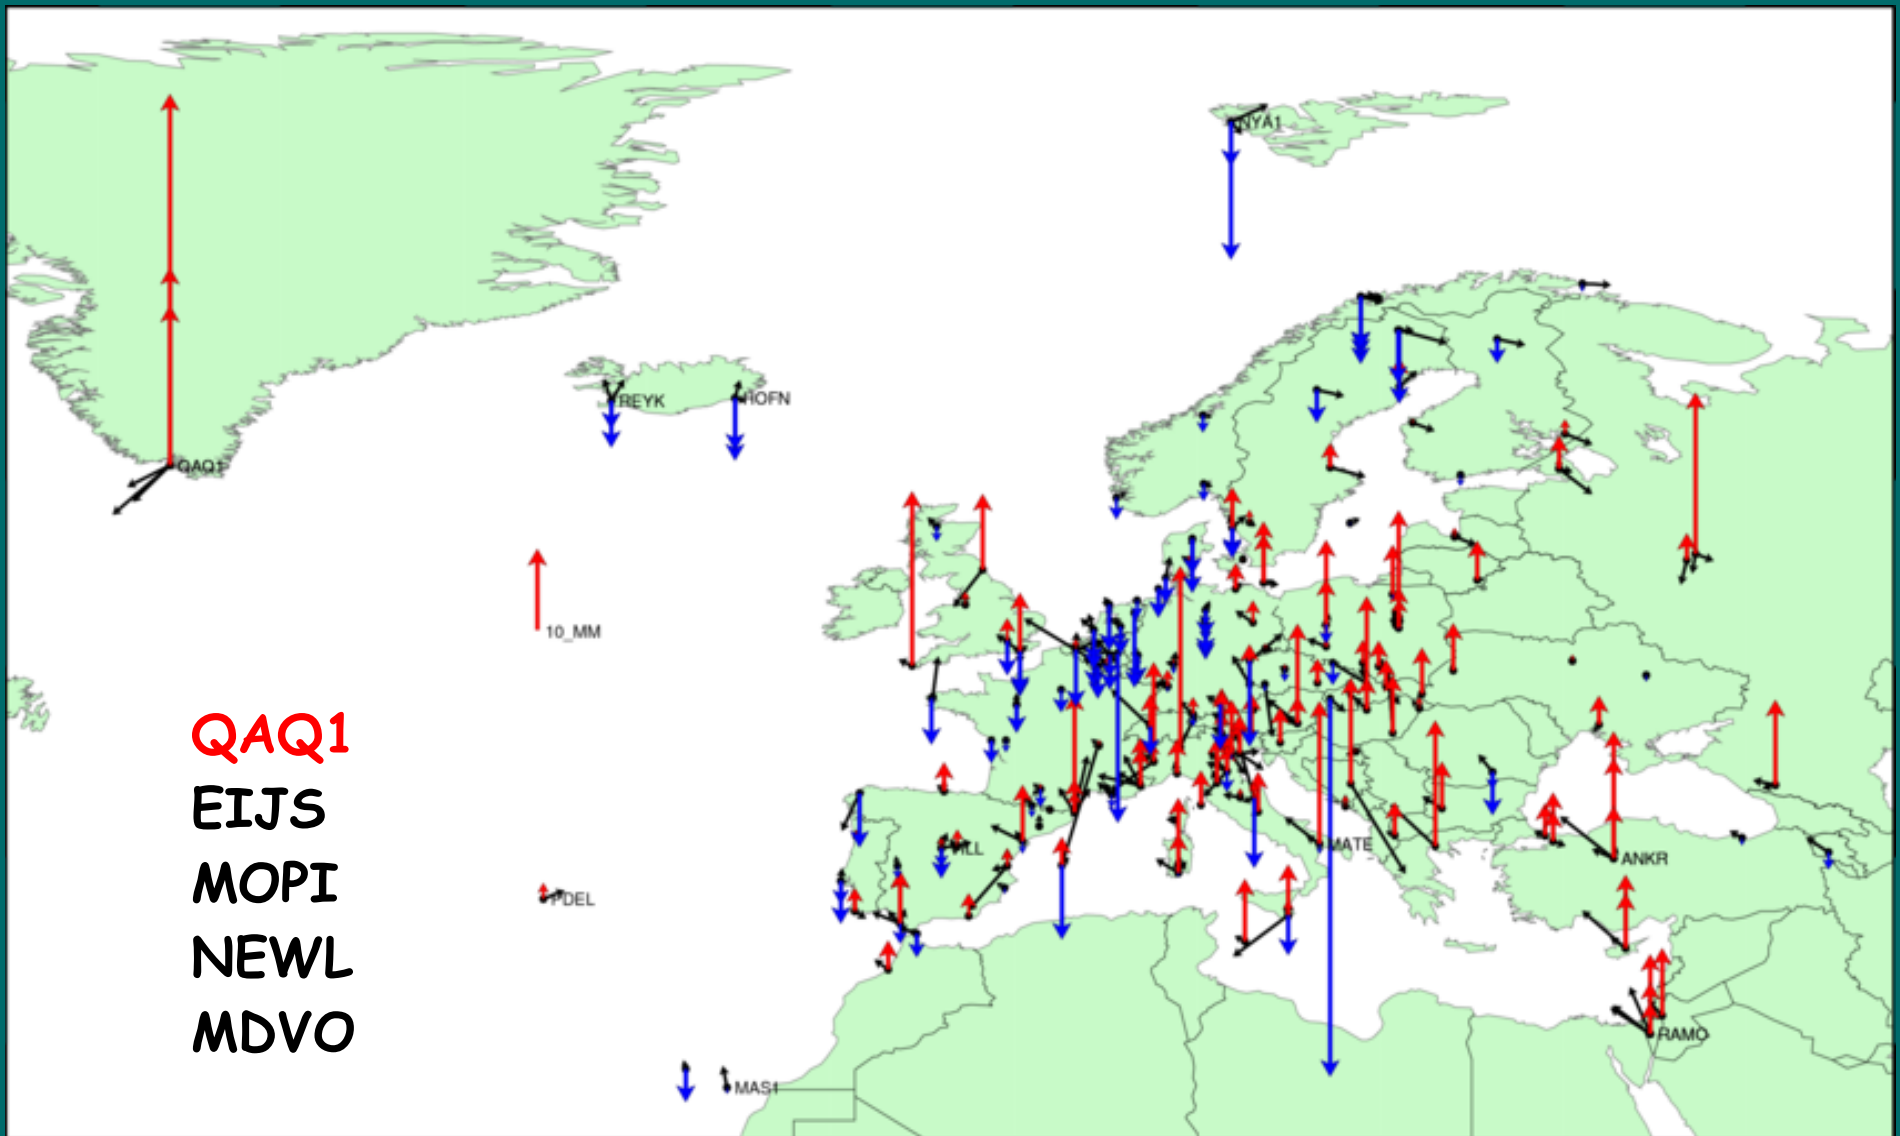 NYA1
REYK
HOFN
QAQ1
10_MM
QAQ1
EIJS
MOPI
NEWL
MDVO
MATE
ANKR
PDEL
RAMO
MAS1